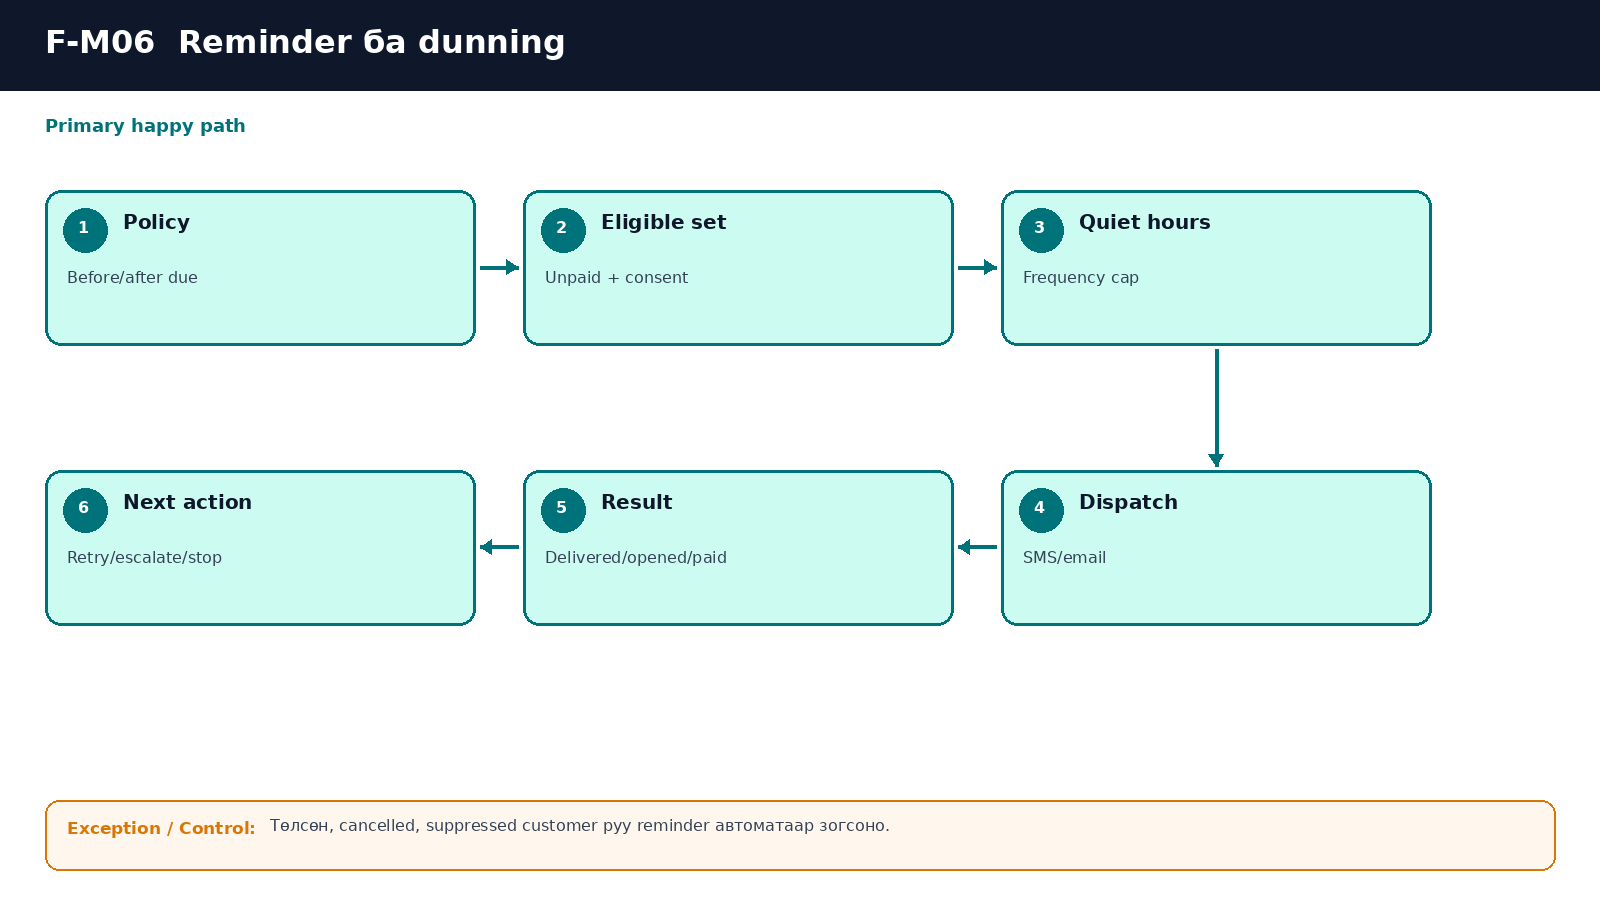 F-M06 Reminder ба dunning
Primary happy path
1 Policy
Before/after due
2 Eligible set
Unpaid + consent
3 Quiet hours
Frequency cap
6 Next action
Retry/escalate/stop
5 Result
Delivered/opened/paid
4 Dispatch
SMS/email
Exception / Control: Төлсөн, cancelled, suppressed customer руу reminder автоматаар зогсоно.